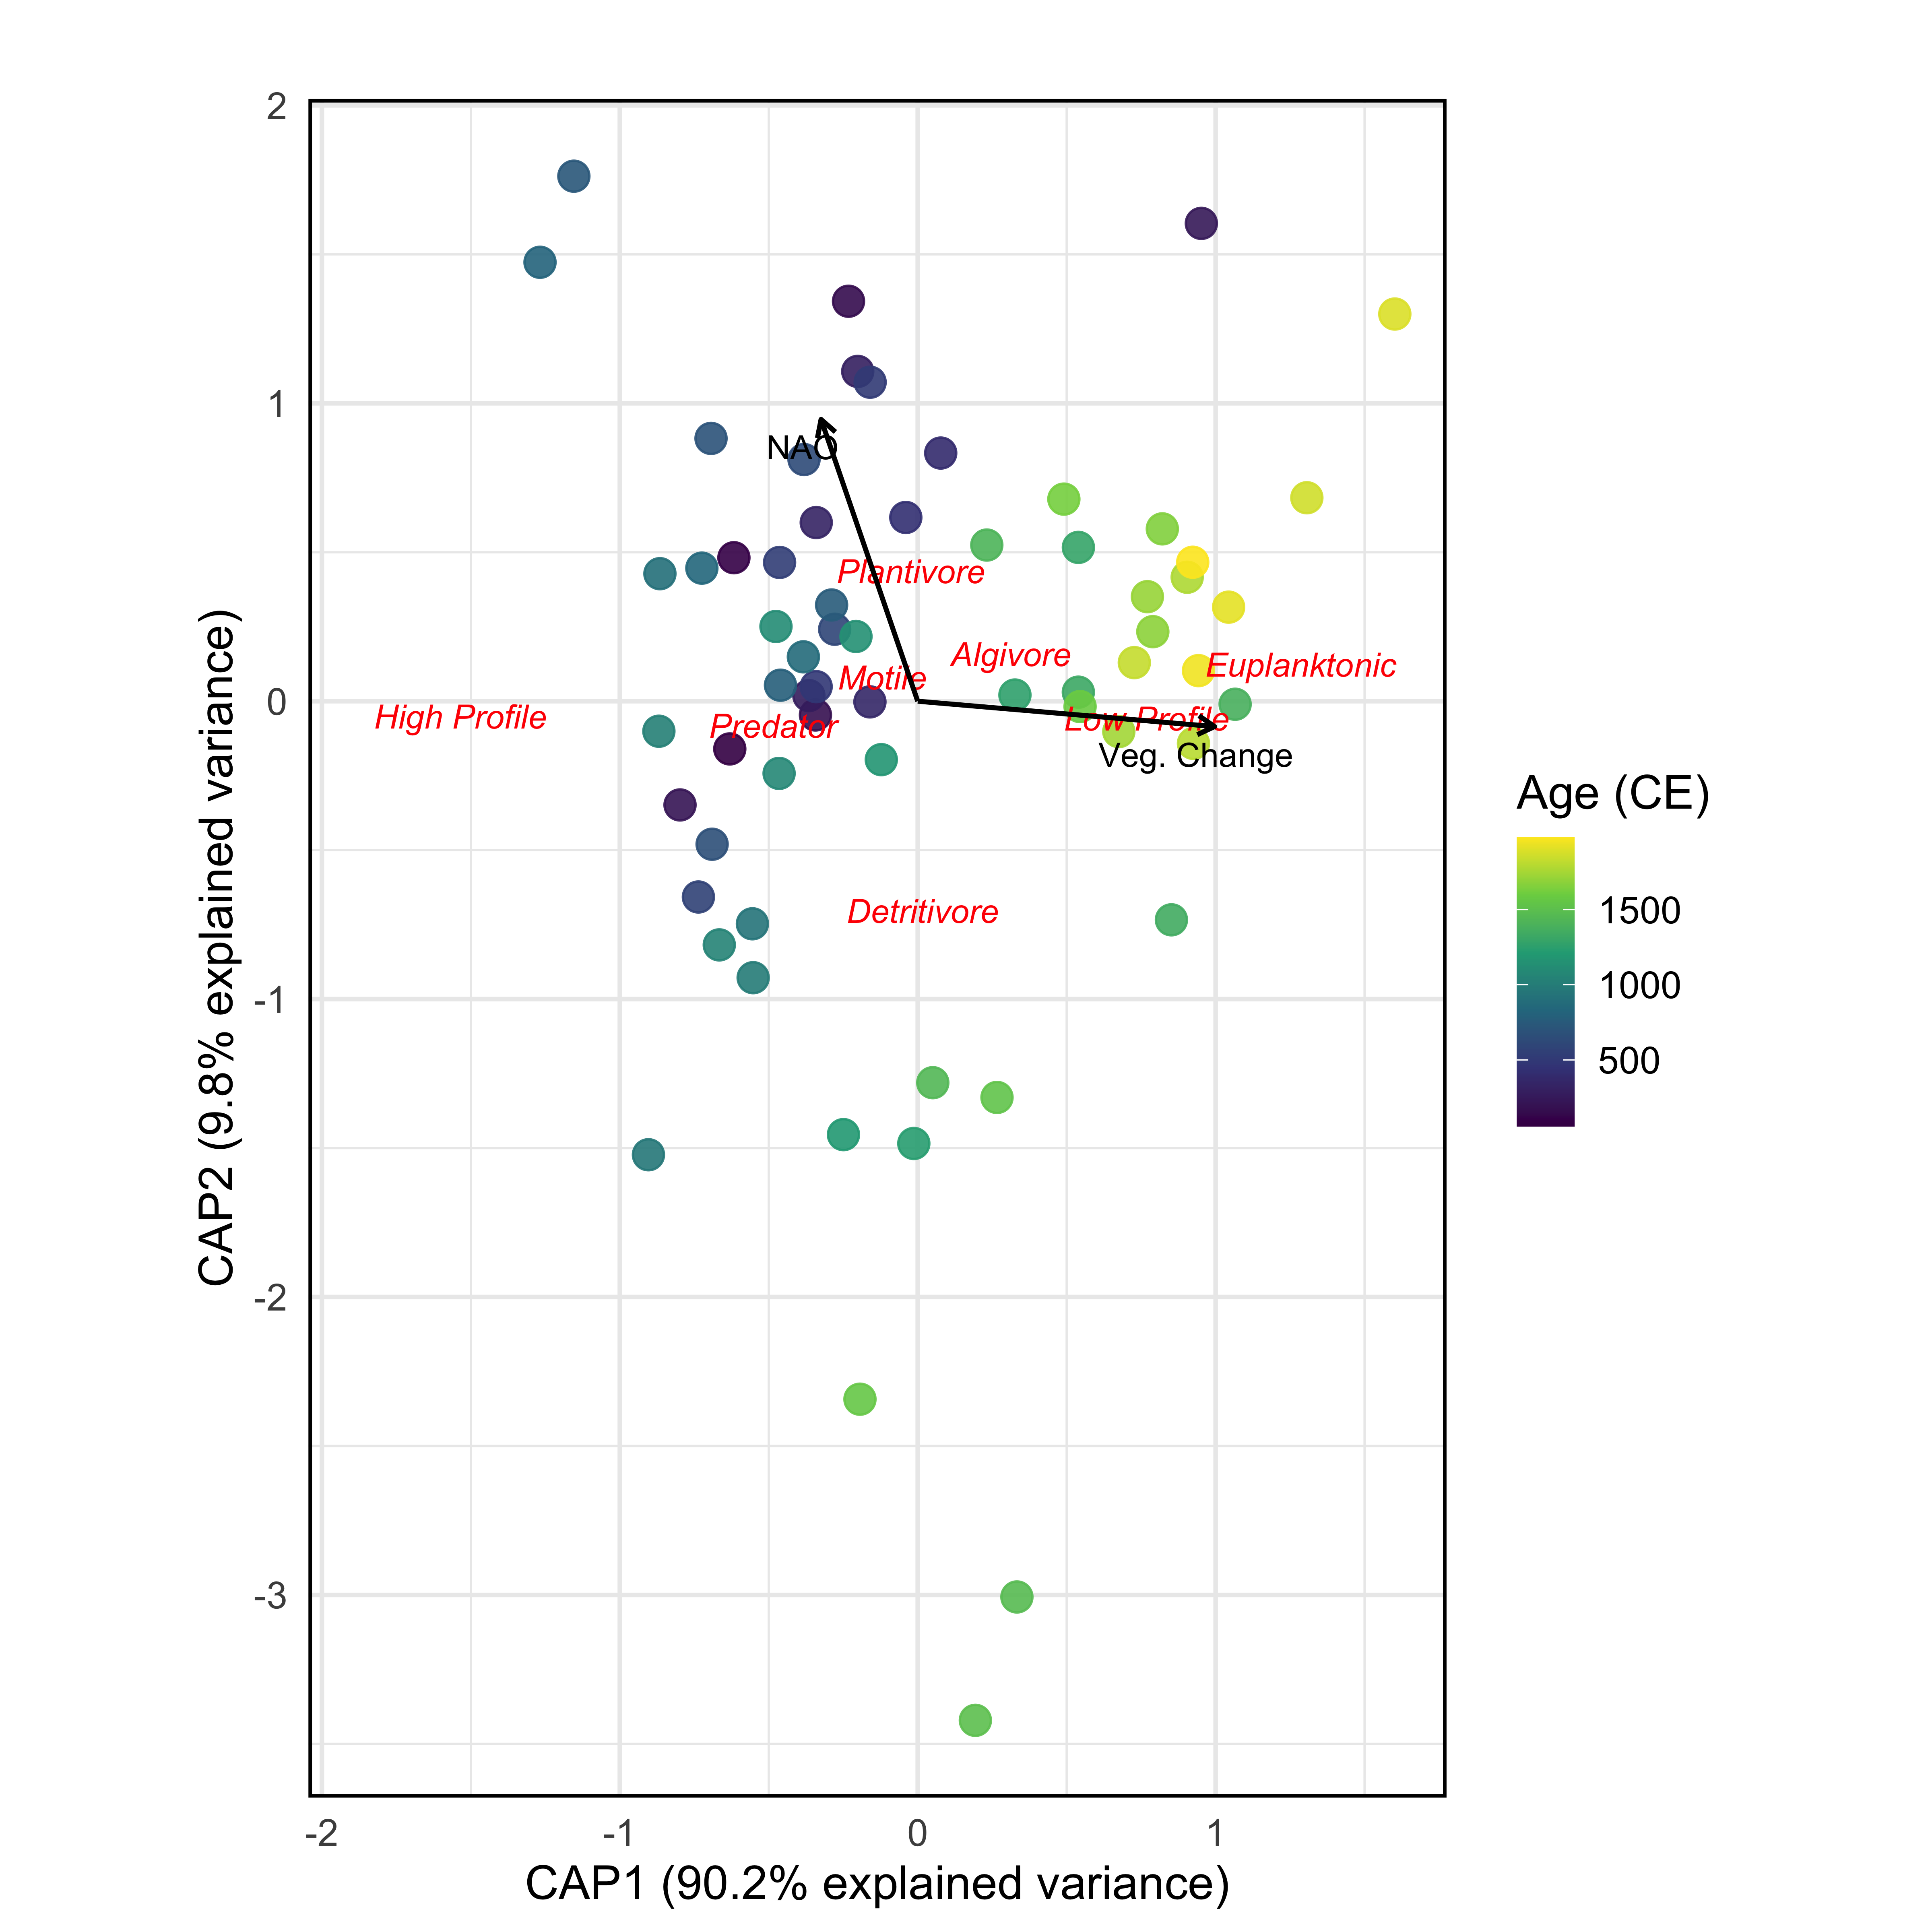 2
1
0
-1
-2
-3
CAP2 (9.8% explained variance)
NAO
Plantivore
Algivore
Motile
Euplanktonic
High Profile
Predator
Low Profile
Veg. Change
Detritivore
-2
-1
0
1
CAP1 (90.2% explained variance)
Age (CE)
1500
1000
500